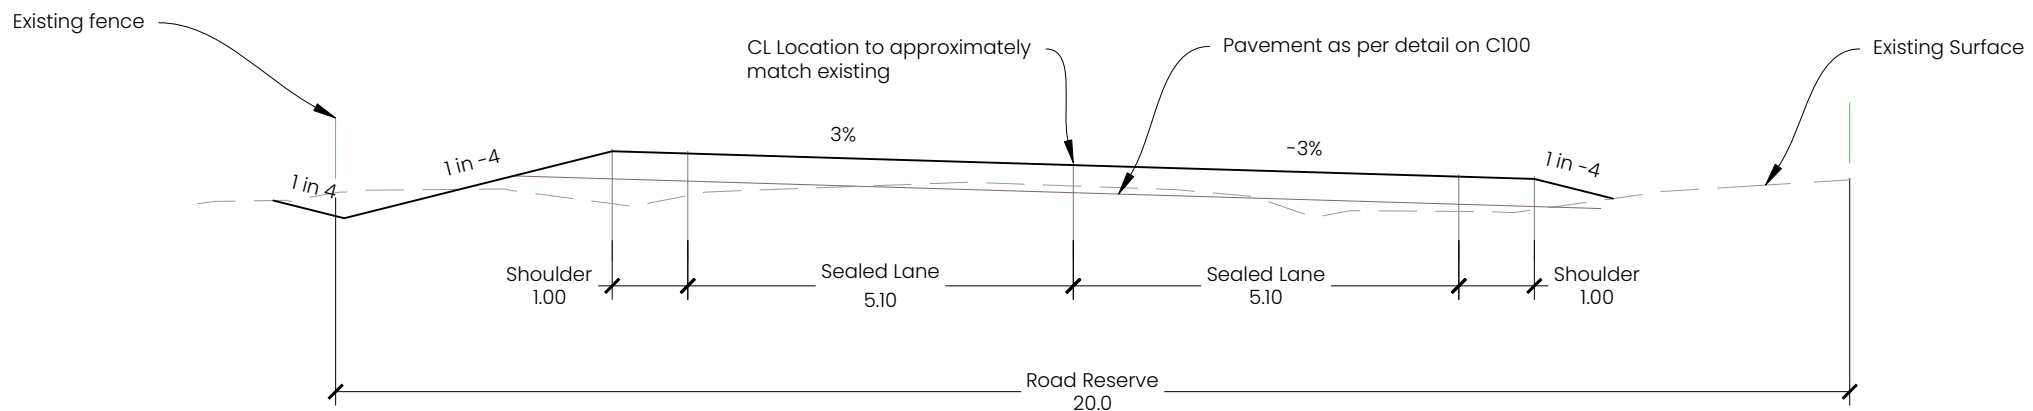 Existing fence
CL Location to approximately
match existing
Pavement as per detail on C100
Existing Surface
1 in 4
1 in -4
3%
-3%
1 in -4
Shoulder
1.00
Sealed Lane
5.10
Sealed Lane
5.10
Shoulder
1.00
Road Reserve
20.0